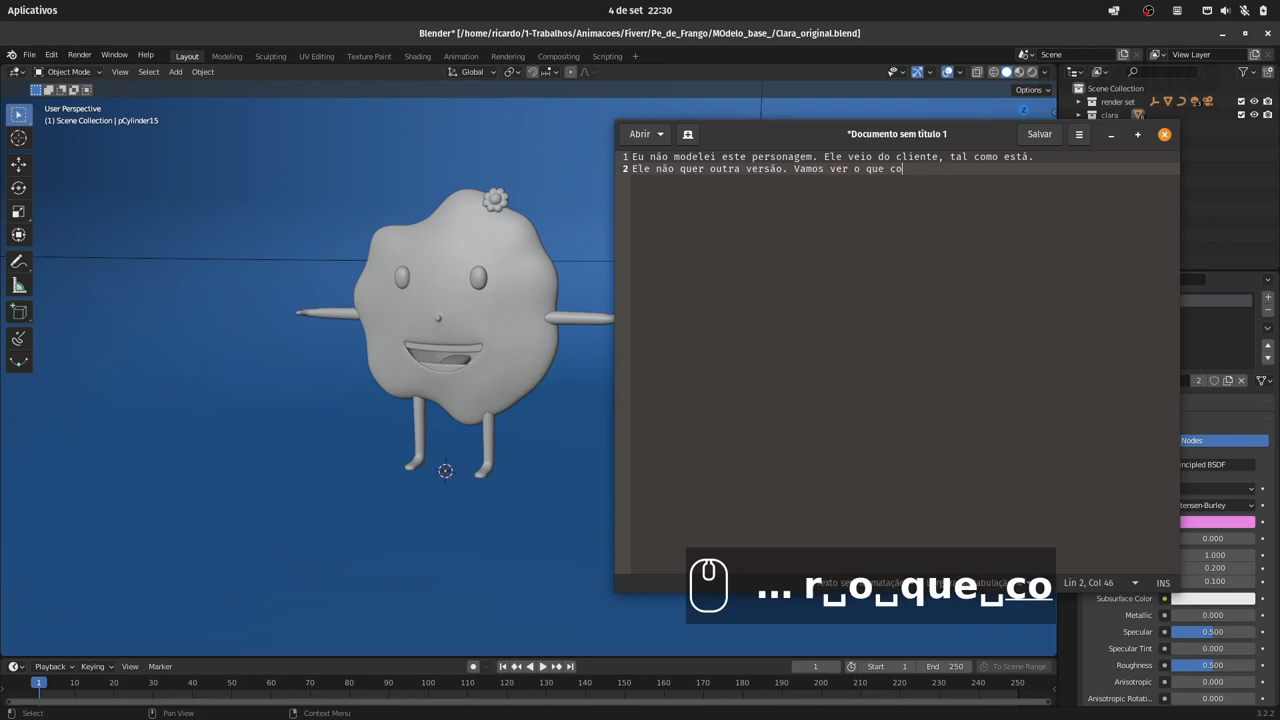 Aplicativos
4 de set 22:30
Blender* [/home/ricardo/1-Trabalhos/Animacoes/Fiverr/Pe_de_Frango/MOdelo_base_/Clara_original.blend]
File Edit Render Window Help Layout Modeling Sculpting UV Editing Texture Paint Shading Animation Rendering Compositing Scripting + Scene View Layer
Object Mode View Select Add Object Global
Options
User Perspective
(1) Scene Collection | pCylinder15
Scene Collection
render set
clara
Abrir *Documento sem título 1 Salvar
1 Eu não modelei este personagem. Ele veio do cliente, tal como está.
2 Ele não quer outra versão. Vamos ver o que co
2
Nodes
rincipled BSDF
stensen-Burley
0.000
1.000
0.200
0.100
Subsurface Color
Metallic 0.000
Specular 0.500
Specular Tint 0.000
Roughness 0.500
Anisotropic 0.000
Anisotropic Rotati... 0.000
Lin 2, Col 46 INS
... r␣o␣que␣co
Playback Keying View Marker 1 Start 1 End 250 To Scene Range
1 10 20 30 40 50 60 70 80 90 100 110 120 130 140 150 160 170 180 190 200 210 220 230 240 250
Select Pan View Context Menu 3.2.2